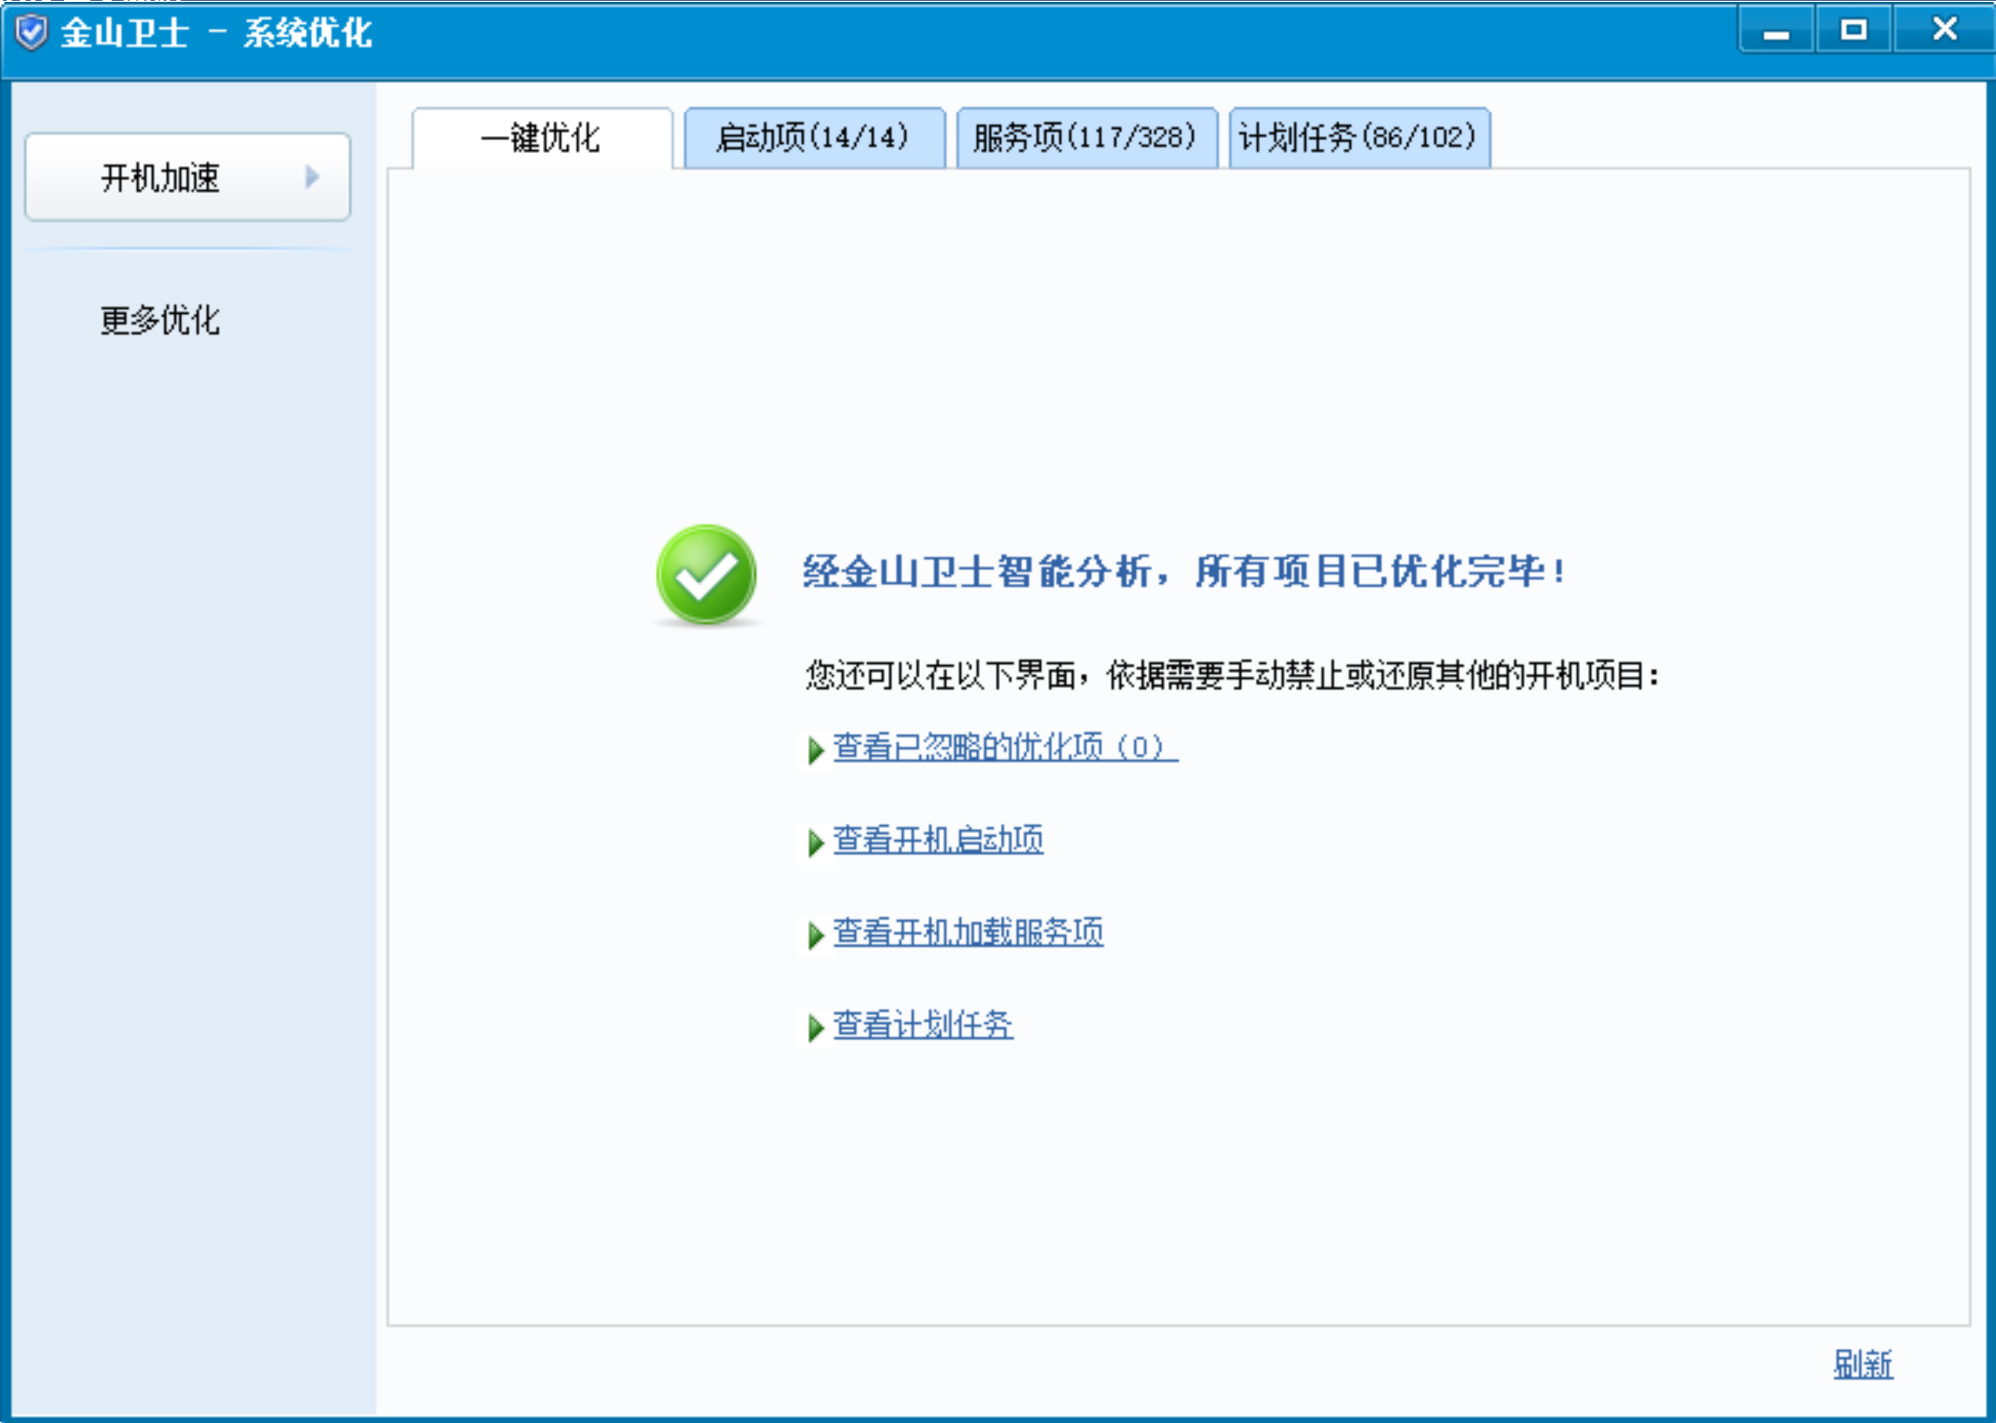 金山卫士 - 系统优化
开机加速
更多优化
一键优化
启动项(14/14)
服务项(117/328)
计划任务(86/102)
经金山卫士智能分析，所有项目已优化完毕！
您还可以在以下界面，依据需要手动禁止或还原其他的开机项目：
查看已忽略的优化项（0）
查看开机启动项
查看开机加载服务项
查看计划任务
刷新